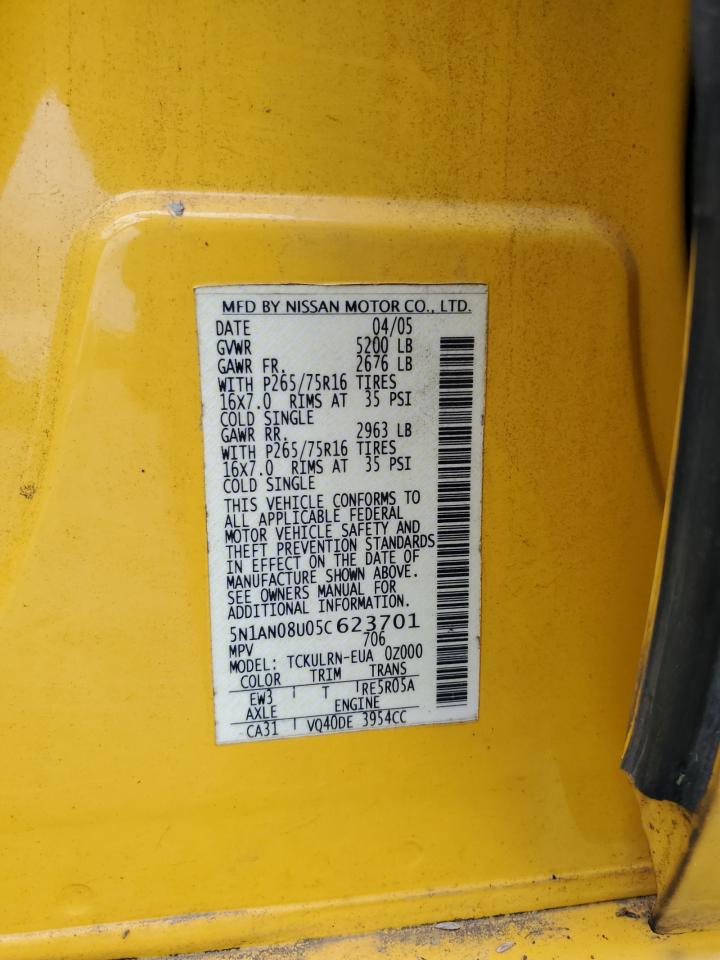 MFD BY NISSAN MOTOR CO., LTD.
DATE 04/05
GVWR 5200 LB
GAWR FR. 2676 LB
WITH P265/75R16 TIRES
16X7.0 RIMS AT 35 PSI
COLD SINGLE
GAWR RR. 2963 LB
WITH P265/75R16 TIRES
16X7.0 RIMS AT 35 PSI
COLD SINGLE
THIS VEHICLE CONFORMS TO
ALL APPLICABLE FEDERAL
MOTOR VEHICLE SAFETY AND
THEFT PREVENTION STANDARDS
IN EFFECT ON THE DATE OF
MANUFACTURE SHOWN ABOVE.
SEE OWNERS MANUAL FOR
ADDITIONAL INFORMATION.
5N1AN08U05C623701
MPV 706
MODEL: TCKULRN-EUA 0Z000
COLOR TRIM TRANS
EW3 T RE5R05A
AXLE ENGINE
CA31 VQ40DE 3954CC